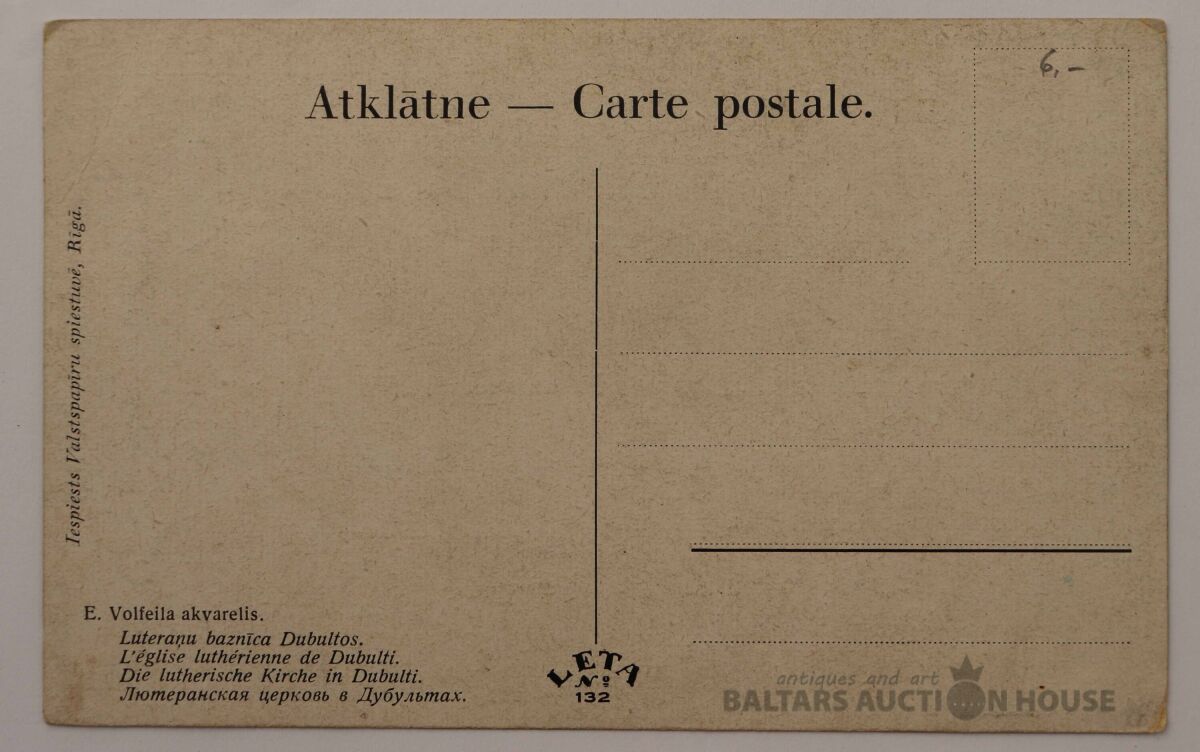 6,-
Atklātne — Carte postale.
Iespiests Valstspapīru spiestuvē, Rīgā.
E. Volfeila akvarelis.
Luteraņu baznīca Dubultos.
L'église luthérienne de Dubulti.
Die lutherische Kirche in Dubulti.
Лютеранская церковь в Дубультах.
LETA
№
132
antiques and art
BALTARS AUCTION HOUSE